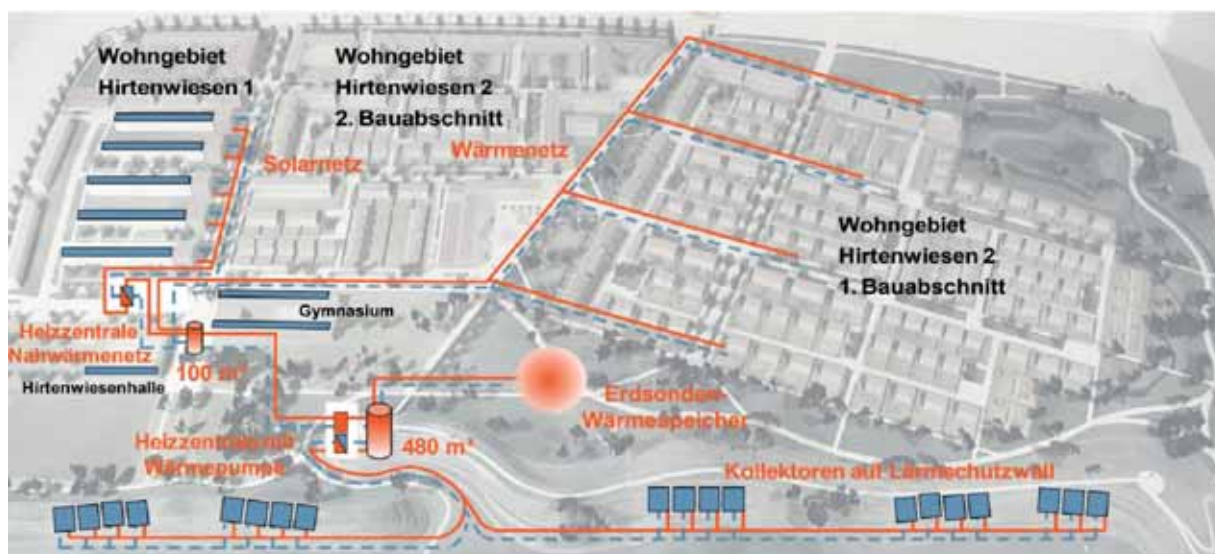 Wohngebiet
Hirtenwiesen 1
Wohngebiet
Hirtenwiesen 2
2. Bauabschnitt
Solarnetz
Wärmenetz
Wohngebiet
Hirtenwiesen 2
1. Bauabschnitt
Gymnasium
Heizzentrale
Nahwärmenetz
100 m³
Hirtenwiesenhalle
Erdsonden-
Wärmespeicher
Heizzentrale mit
Wärmepumpe
480 m³
Kollektoren auf Lärmschutzwall